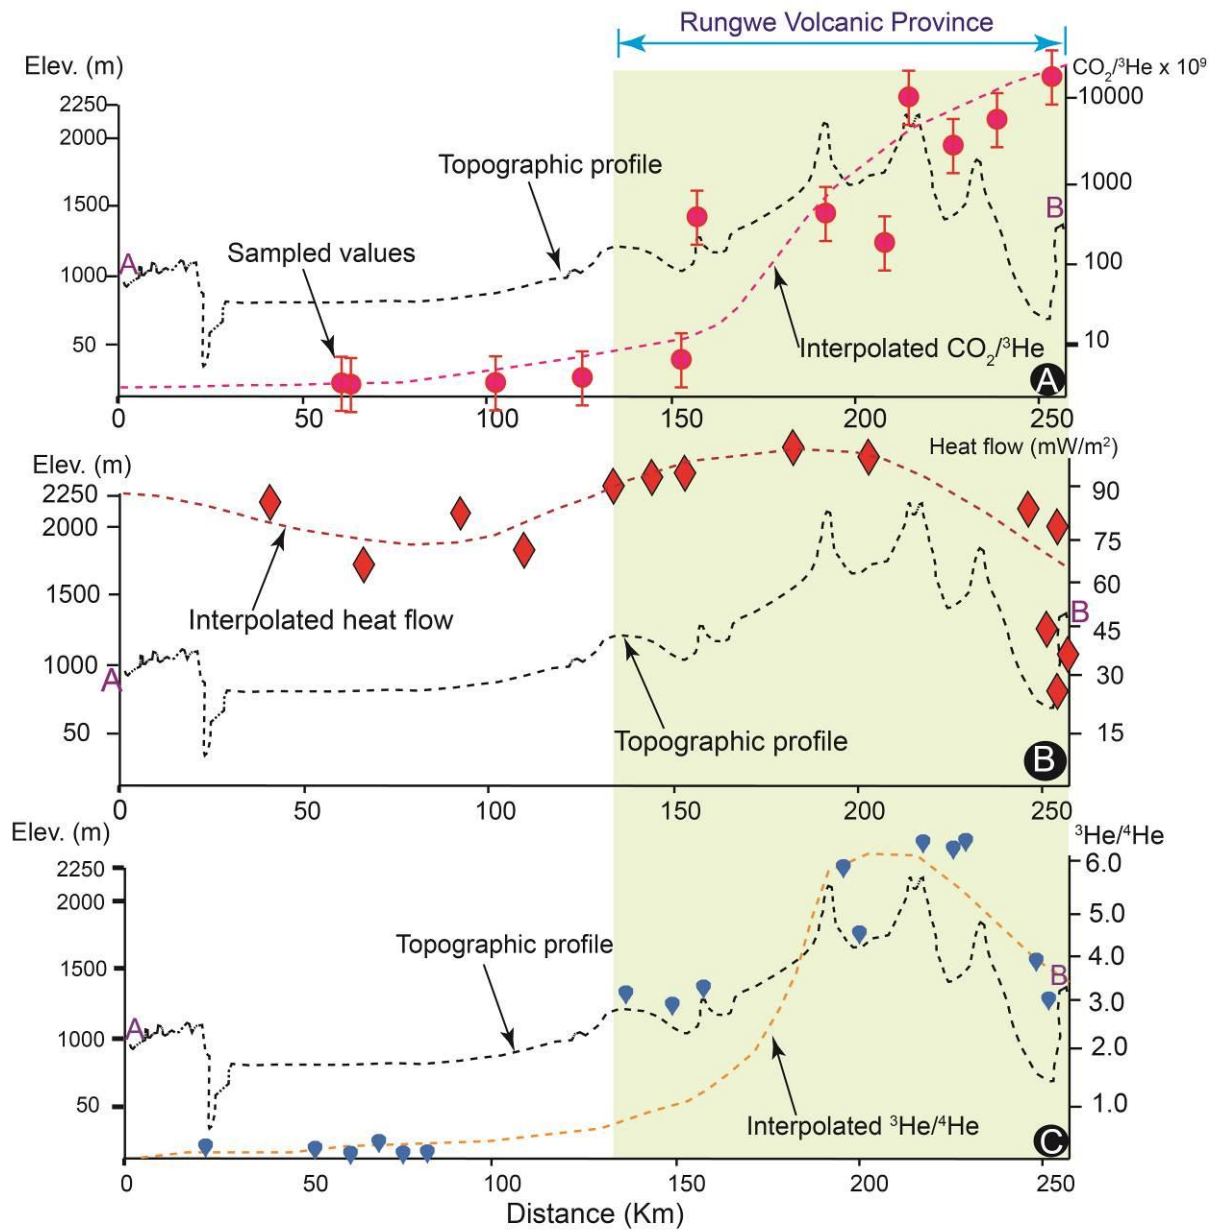 Rungwe Volcanic Province
Elev. (m)
CO₂/³He x 10⁹
2250
10000
2000
Topographic profile
1500
1000
B
Sampled values
A
1000
100
50
10
Interpolated CO₂/³He
A
0 50 100 150 200 250
Elev. (m)
Heat flow (mW/m²)
2250
90
2000
75
1500
60
Interpolated heat flow
B
45
1000
A
30
50
Topographic profile
15
B
0 50 100 150 200 250
Elev. (m)
³He/⁴He
2250
6.0
2000
5.0
Topographic profile
4.0
1500
B
3.0
A
1000
2.0
50
1.0
Interpolated ³He/⁴He
C
0 50 100 150 200 250
Distance (Km)